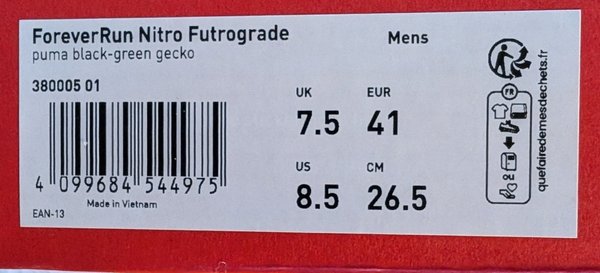 ForeverRun Nitro Futrograde
Mens
puma black-green gecko
380005 01
UK EUR
7.5 41
US CM
8.5 26.5
4 099684 544975
Made in Vietnam
EAN-13
FR
OU
quefairedemesdechets.fr